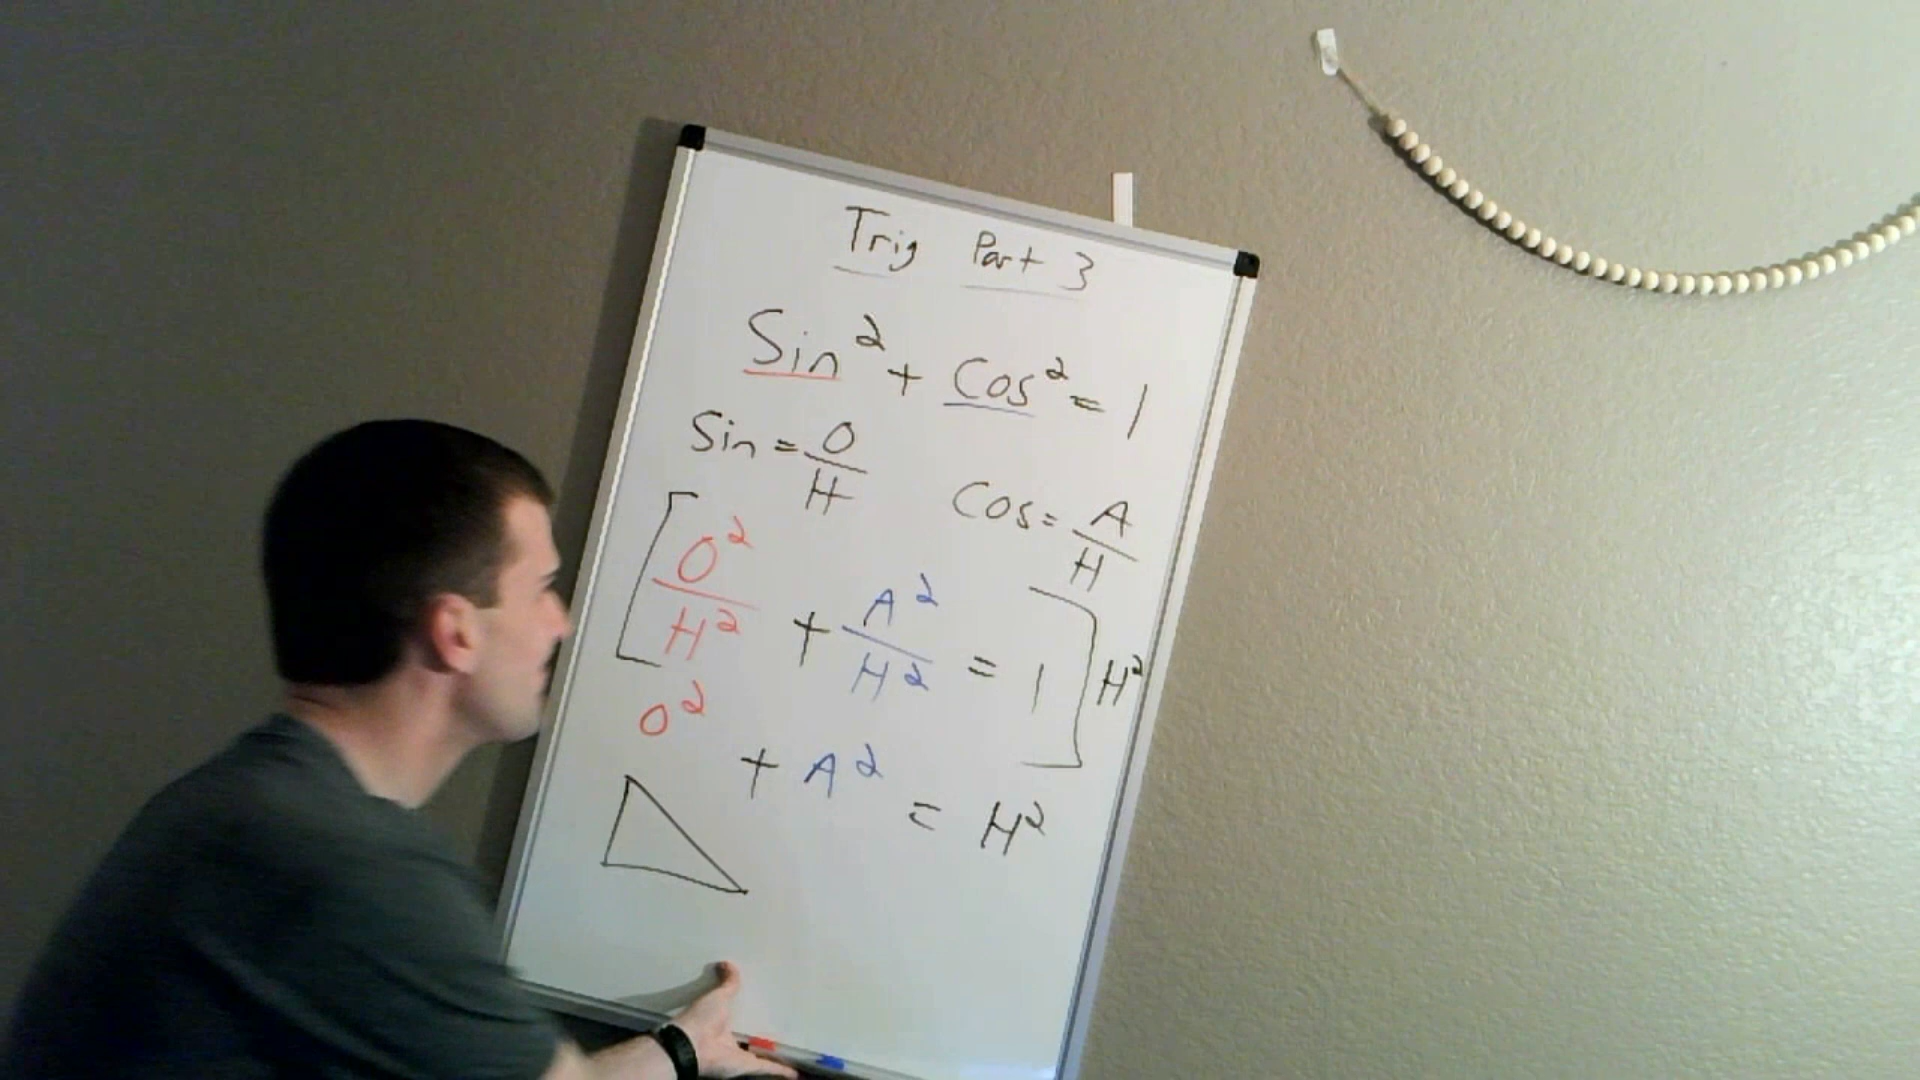 Trig Part 3
Sin² + Cos² = 1
Sin = O/H
Cos = A/H
[O²/H² + A²/H² = 1] H²
O² + A² = H²